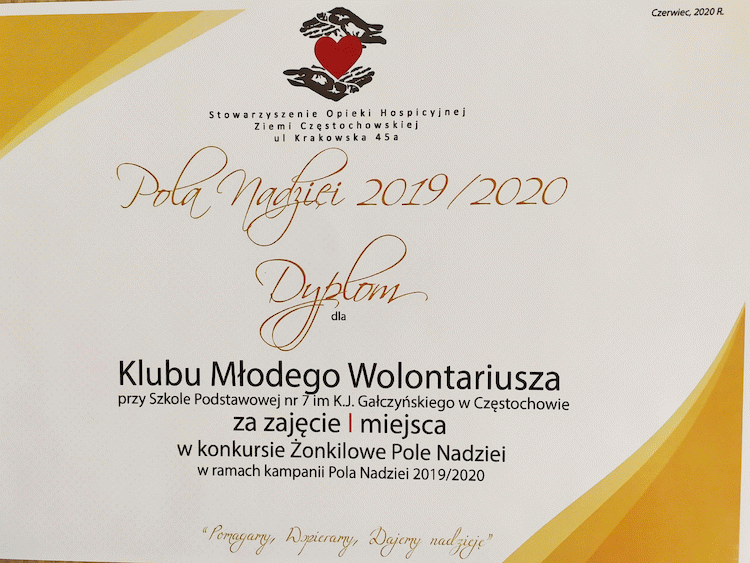 Czerwiec, 2020 R.
Stowarzyszenie Opieki Hospicyjnej
Ziemi Częstochowskiej
ul Krakowska 45a
Pola Nadziei 2019/2020
Dyplom
dla
Klubu Młodego Wolontariusza
przy Szkole Podstawowej nr 7 im K.J. Gałczyńskiego w Częstochowie
za zajęcie I miejsca
w konkursie Żonkilowe Pole Nadziei
w ramach kampanii Pola Nadziei 2019/2020
"Pomagamy, Wspieramy, Dajemy nadzieję"